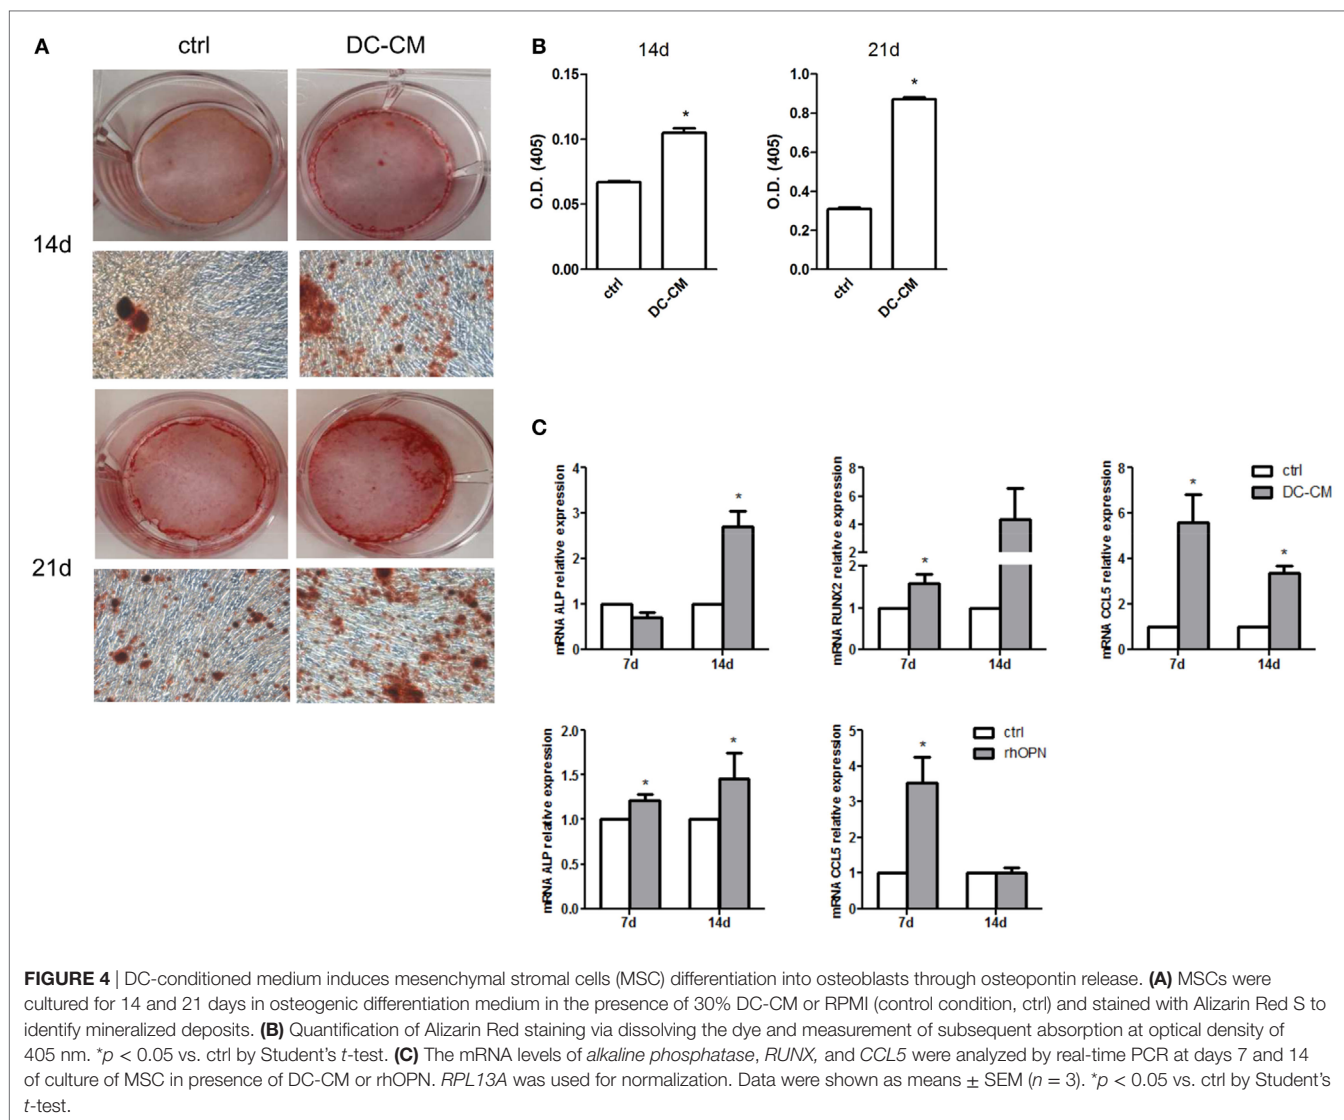 A
ctrl
DC-CM
14d
21d
B
14d
0.15
0.10
0.05
0.00
O.D. (405)
*
ctrl
DC-CM
21d
1.0
0.8
0.6
0.4
0.2
0.0
O.D. (405)
*
ctrl
DC-CM
C
mRNA ALP relative expression
4
3
2
1
0
*
7d
14d
mRNA RUNX2 relative expression
8
6
4
2
2
1
0
*
7d
14d
mRNA CCL5 relative expression
8
6
4
2
0
*
*
7d
14d
ctrl
DC-CM
mRNA ALP relative expression
2.0
1.5
1.0
0.5
0.0
*
*
7d
14d
mRNA CCL5 relative expression
5
4
3
2
1
0
*
7d
14d
ctrl
rhOPN
FIGURE 4 | DC-conditioned medium induces mesenchymal stromal cells (MSC) differentiation into osteoblasts through osteopontin release. (A) MSCs were
cultured for 14 and 21 days in osteogenic differentiation medium in the presence of 30% DC-CM or RPMI (control condition, ctrl) and stained with Alizarin Red S to
identify mineralized deposits. (B) Quantification of Alizarin Red staining via dissolving the dye and measurement of subsequent absorption at optical density of
405 nm. *p < 0.05 vs. ctrl by Student's t-test. (C) The mRNA levels of alkaline phosphatase, RUNX, and CCL5 were analyzed by real-time PCR at days 7 and 14
of culture of MSC in presence of DC-CM or rhOPN. RPL13A was used for normalization. Data were shown as means ± SEM (n = 3). *p < 0.05 vs. ctrl by Student's
t-test.